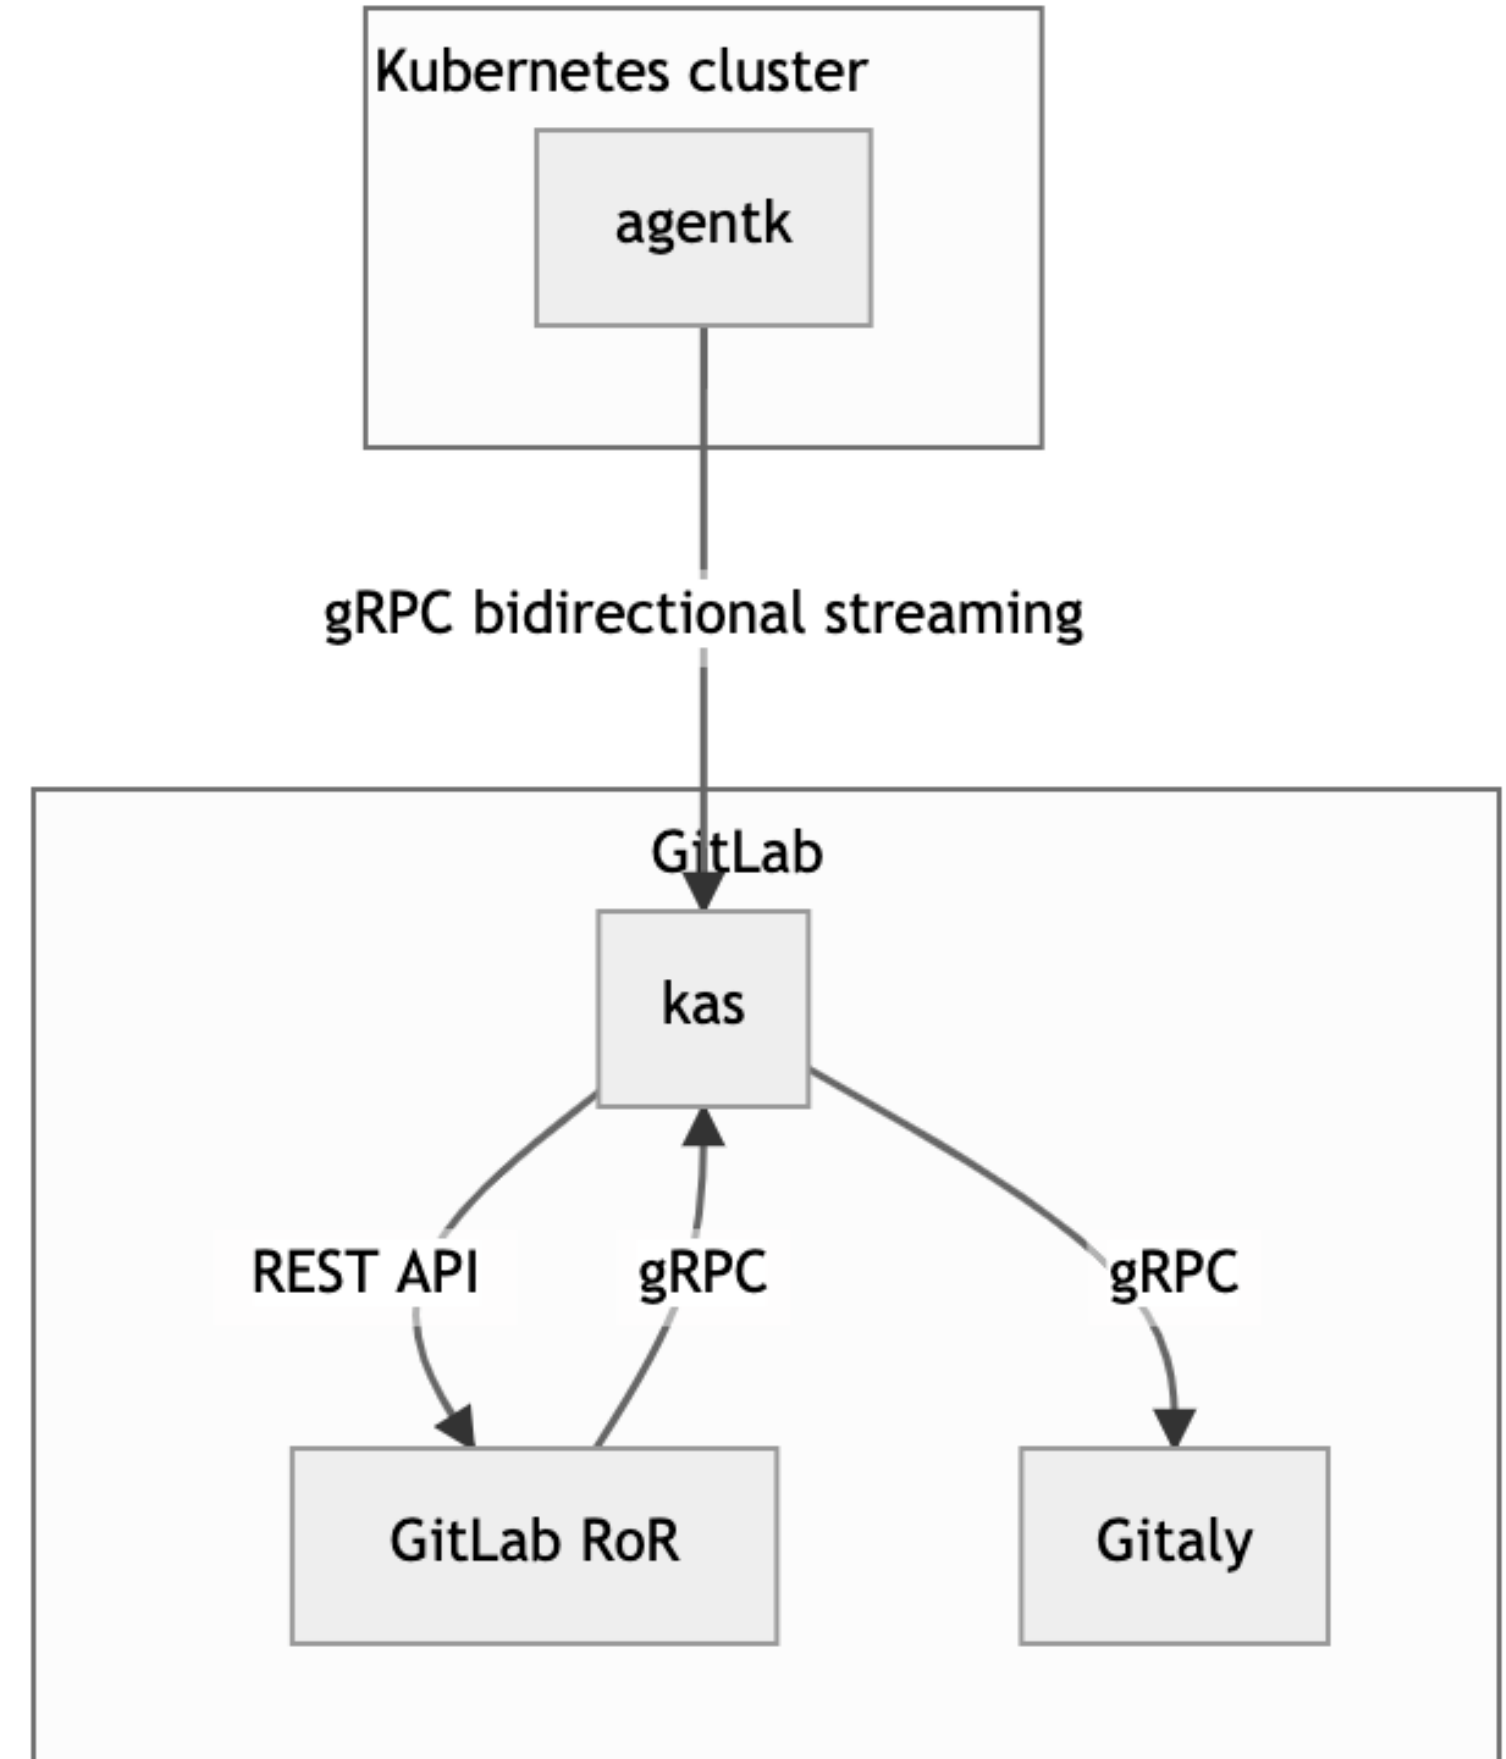 Kubernetes cluster
agentk
gRPC bidirectional streaming
GitLab
kas
REST API
gRPC
gRPC
GitLab RoR
Gitaly